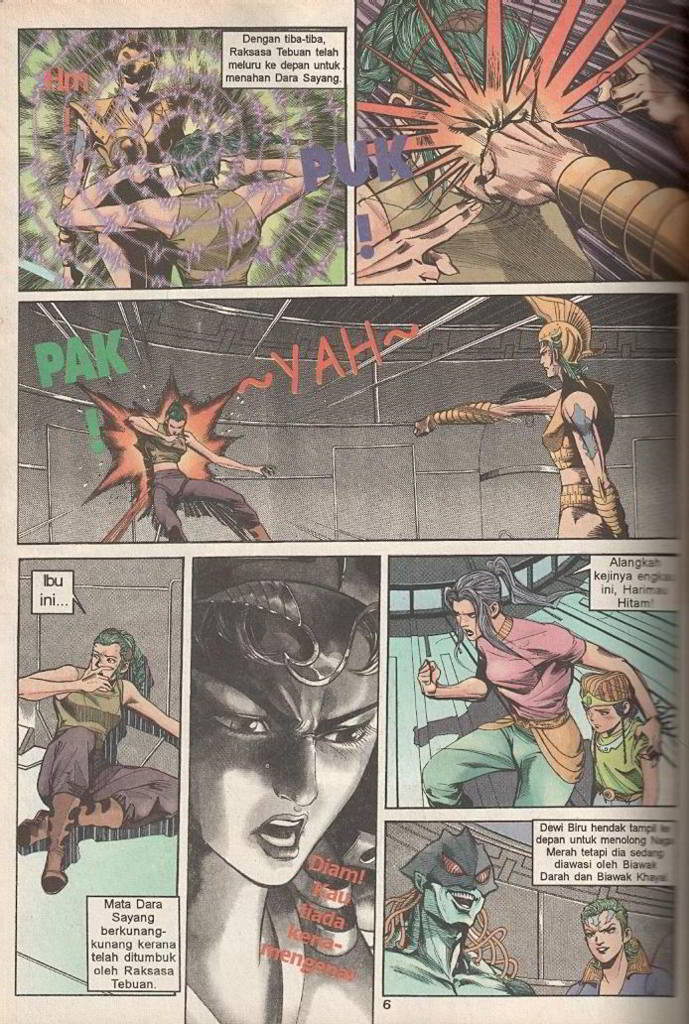 Dengan tiba-tiba,
Raksasa Tebuan telah
meluru ke depan untuk
menahan Dara Sayang.
Hm
!
PUK
!
PAK
!
~YAH~
Ibu
ini...
Mata Dara
Sayang
berkunang-
kunang kerana
telah ditumbuk
oleh Raksasa
Tebuan.
Diam!
Kau
tiada
kena-
mengena!
Alangkah
kejinya
ini, Harimau
Hitam!
Dewi Biru hendak tampil ke
depan untuk menolong Naga
Merah tetapi dia sedang
diawasi oleh Biawak
Darah dan Biawak
6